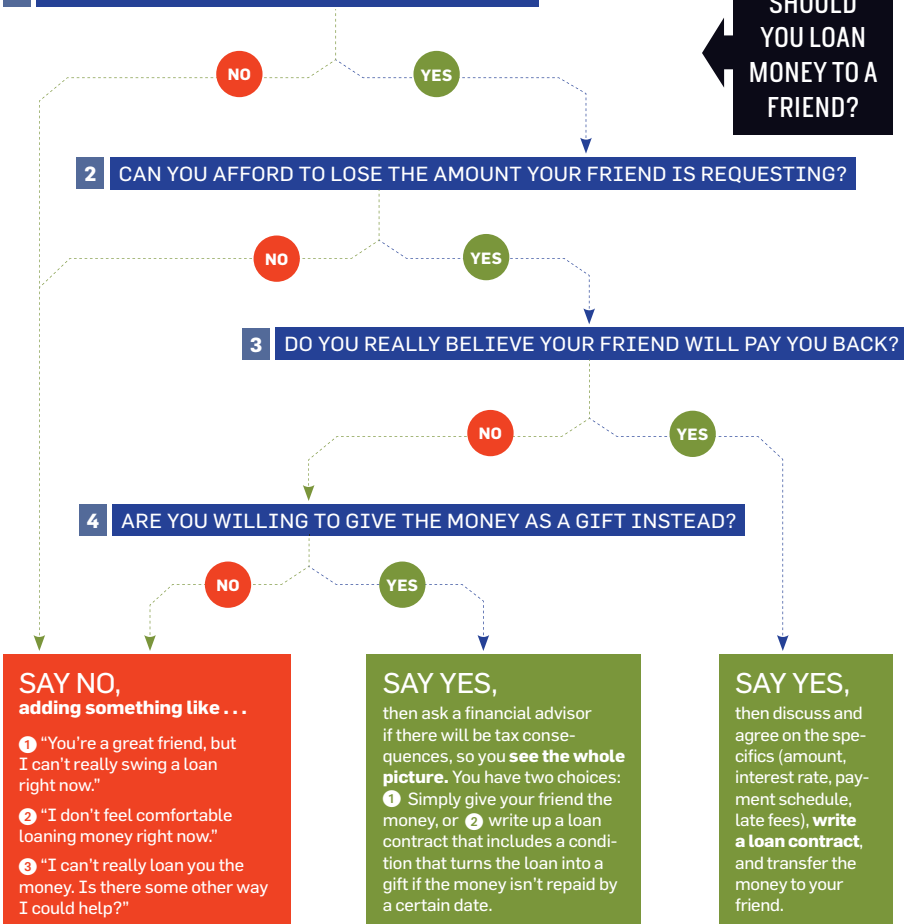 SHOULD
YOU LOAN
MONEY TO A
FRIEND?
NO
YES
2 CAN YOU AFFORD TO LOSE THE AMOUNT YOUR FRIEND IS REQUESTING?
NO
YES
3 DO YOU REALLY BELIEVE YOUR FRIEND WILL PAY YOU BACK?
NO
YES
4 ARE YOU WILLING TO GIVE THE MONEY AS A GIFT INSTEAD?
NO
YES
SAY NO,
adding something like . . .
1 “You’re a great friend, but
I can’t really swing a loan
right now.”
2 “I don’t feel comfortable
loaning money right now.”
3 “I can’t really loan you the
money. Is there some other way
I could help?”
SAY YES,
then ask a financial advisor
if there will be tax conse-
quences, so you see the whole
picture. You have two choices:
1 Simply give your friend the
money, or 2 write up a loan
contract that includes a condi-
tion that turns the loan into a
gift if the money isn’t repaid by
a certain date.
SAY YES,
then discuss and
agree on the spe-
cifics (amount,
interest rate, pay-
ment schedule,
late fees), write
a loan contract,
and transfer the
money to your
friend.